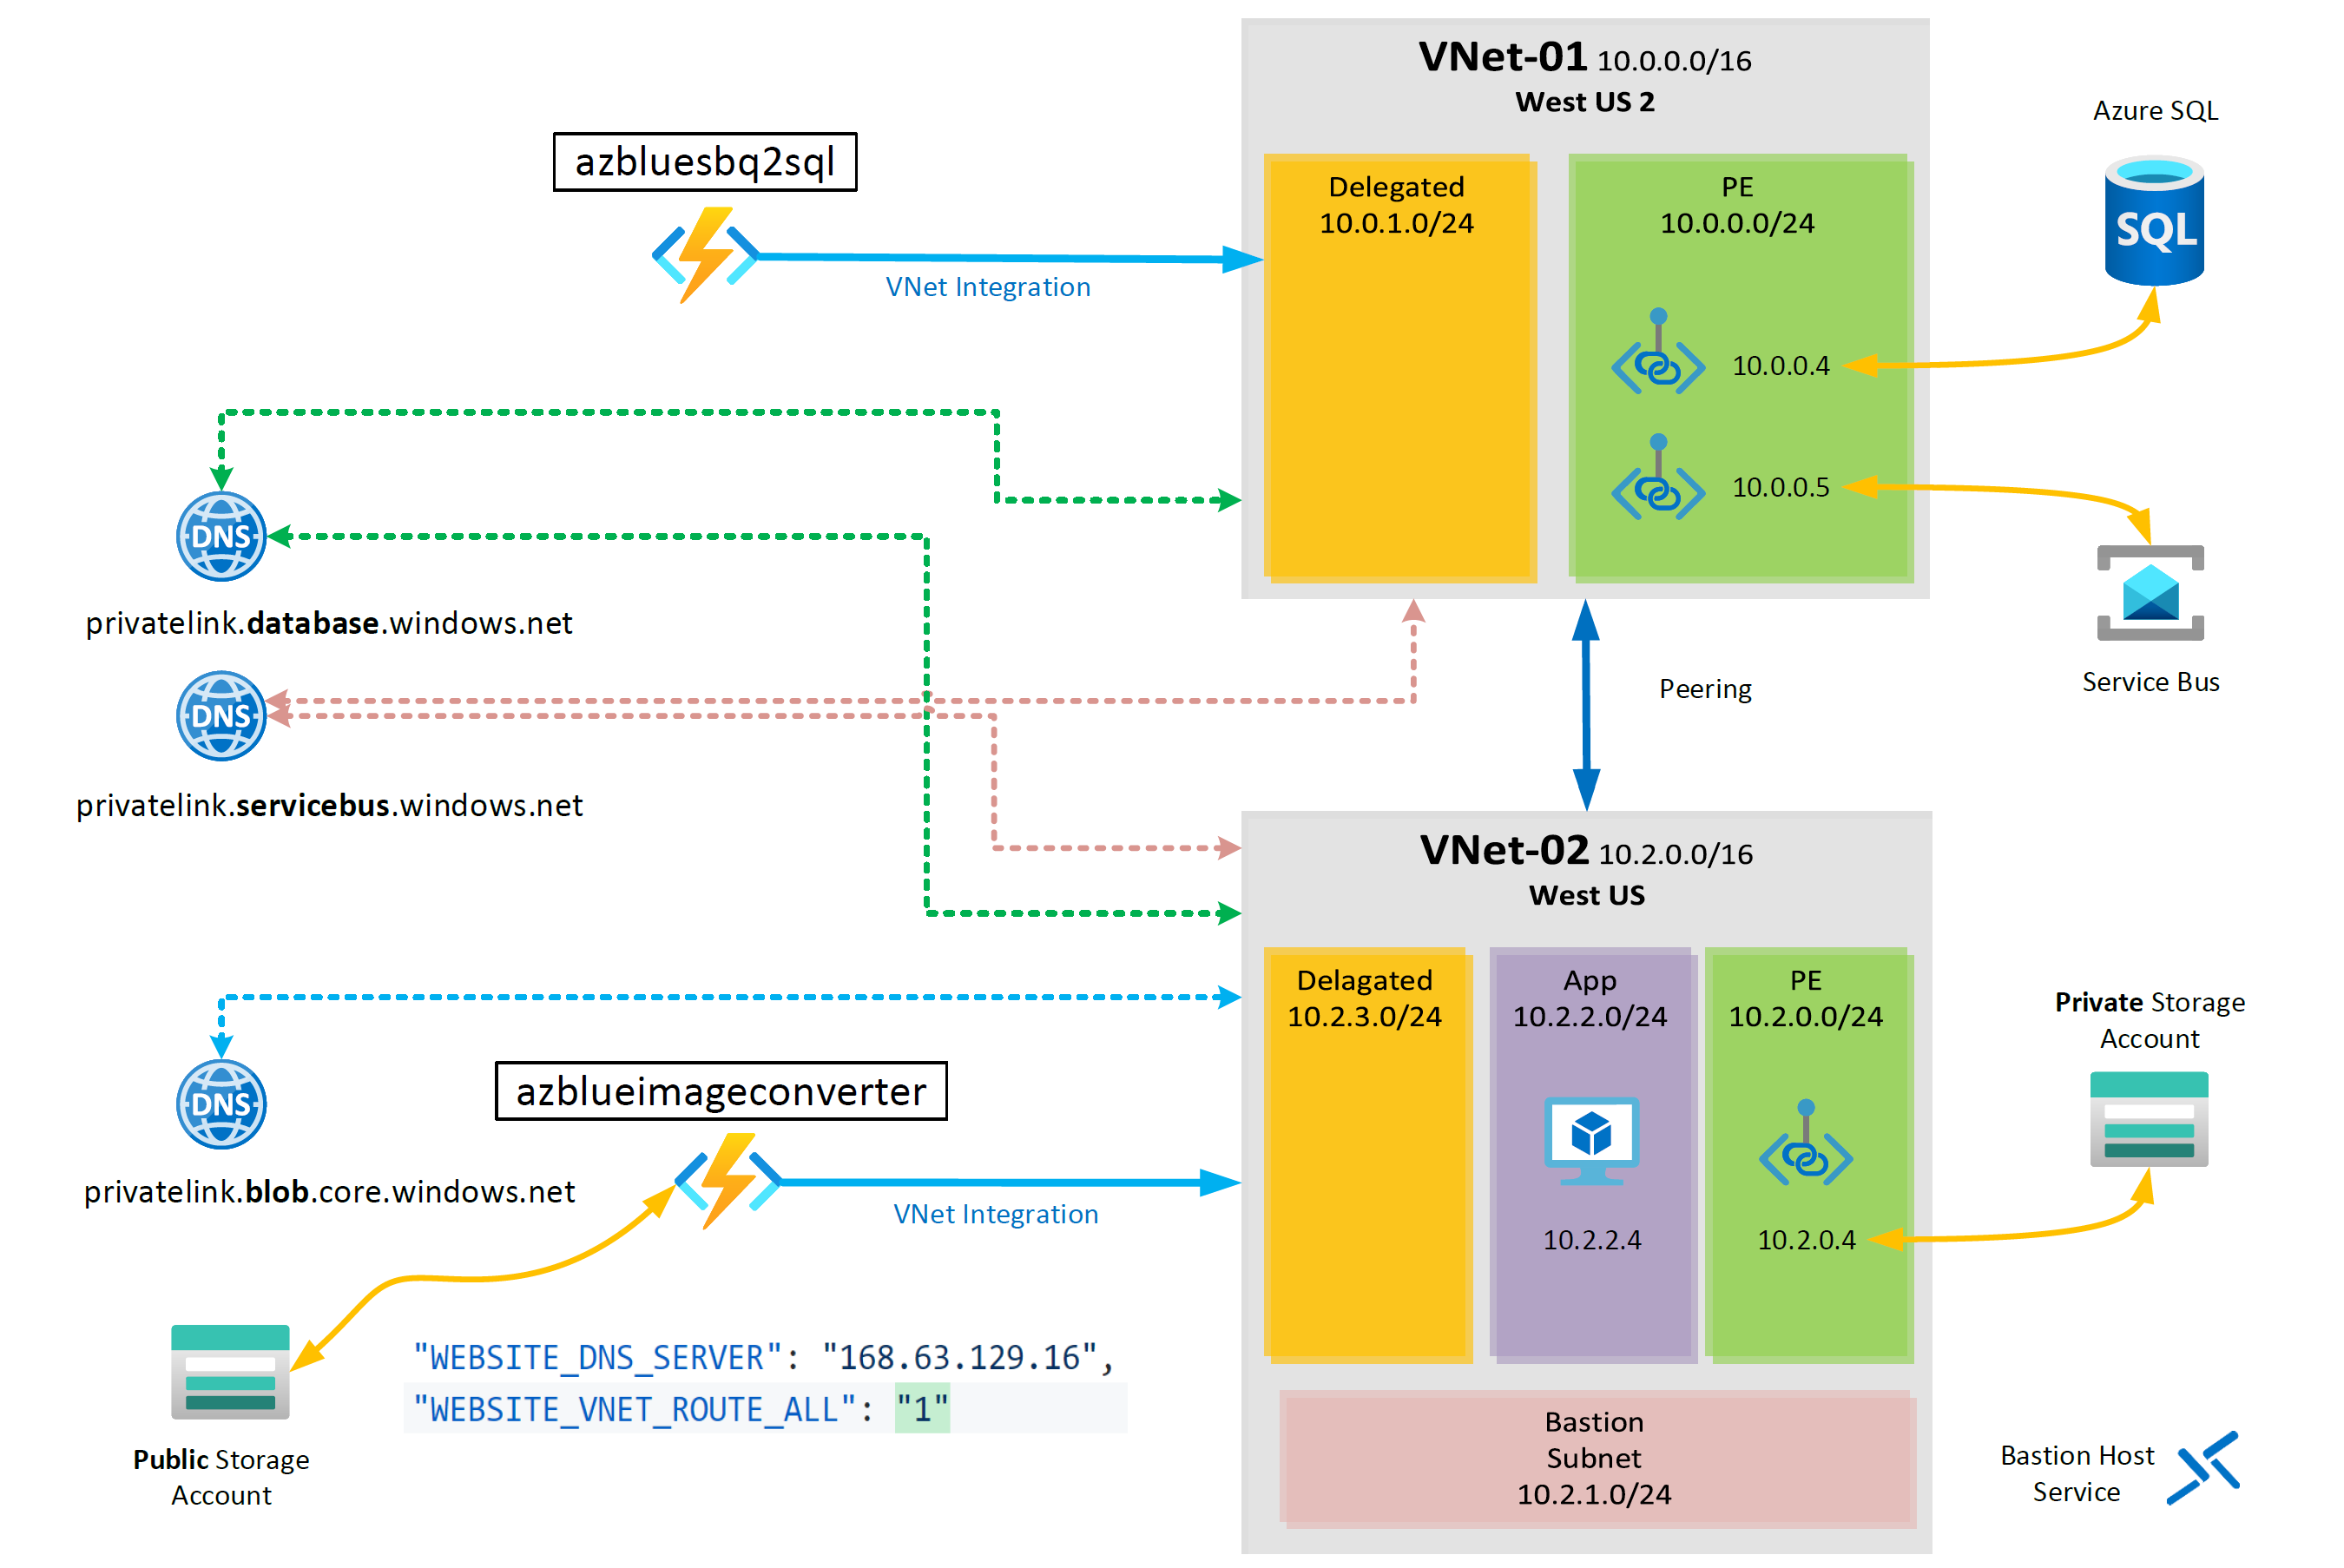 VNet-01 10.0.0.0/16
West US 2
Azure SQL
SQL
azbluesbq2sql
VNet Integration
Delegated
10.0.1.0/24
PE
10.0.0.0/24
10.0.0.4
10.0.0.5
DNS
privatelink.database.windows.net
DNS
privatelink.servicebus.windows.net
Peering
Service Bus
VNet-02 10.2.0.0/16
West US
Delagated
10.2.3.0/24
App
10.2.2.0/24
PE
10.2.0.0/24
10.2.2.4
10.2.0.4
Private Storage
Account
DNS
privatelink.blob.core.windows.net
azblueimageconverter
VNet Integration
"WEBSITE_DNS_SERVER": "168.63.129.16",
"WEBSITE_VNET_ROUTE_ALL": "1"
Public Storage
Account
Bastion
Subnet
10.2.1.0/24
Bastion Host
Service